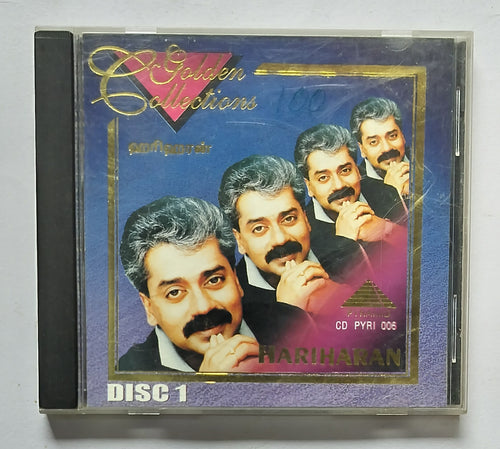 Golden
Collections
100
ஹரிஹரன்
CD PYRI 006
HARIHARAN
DISC 1